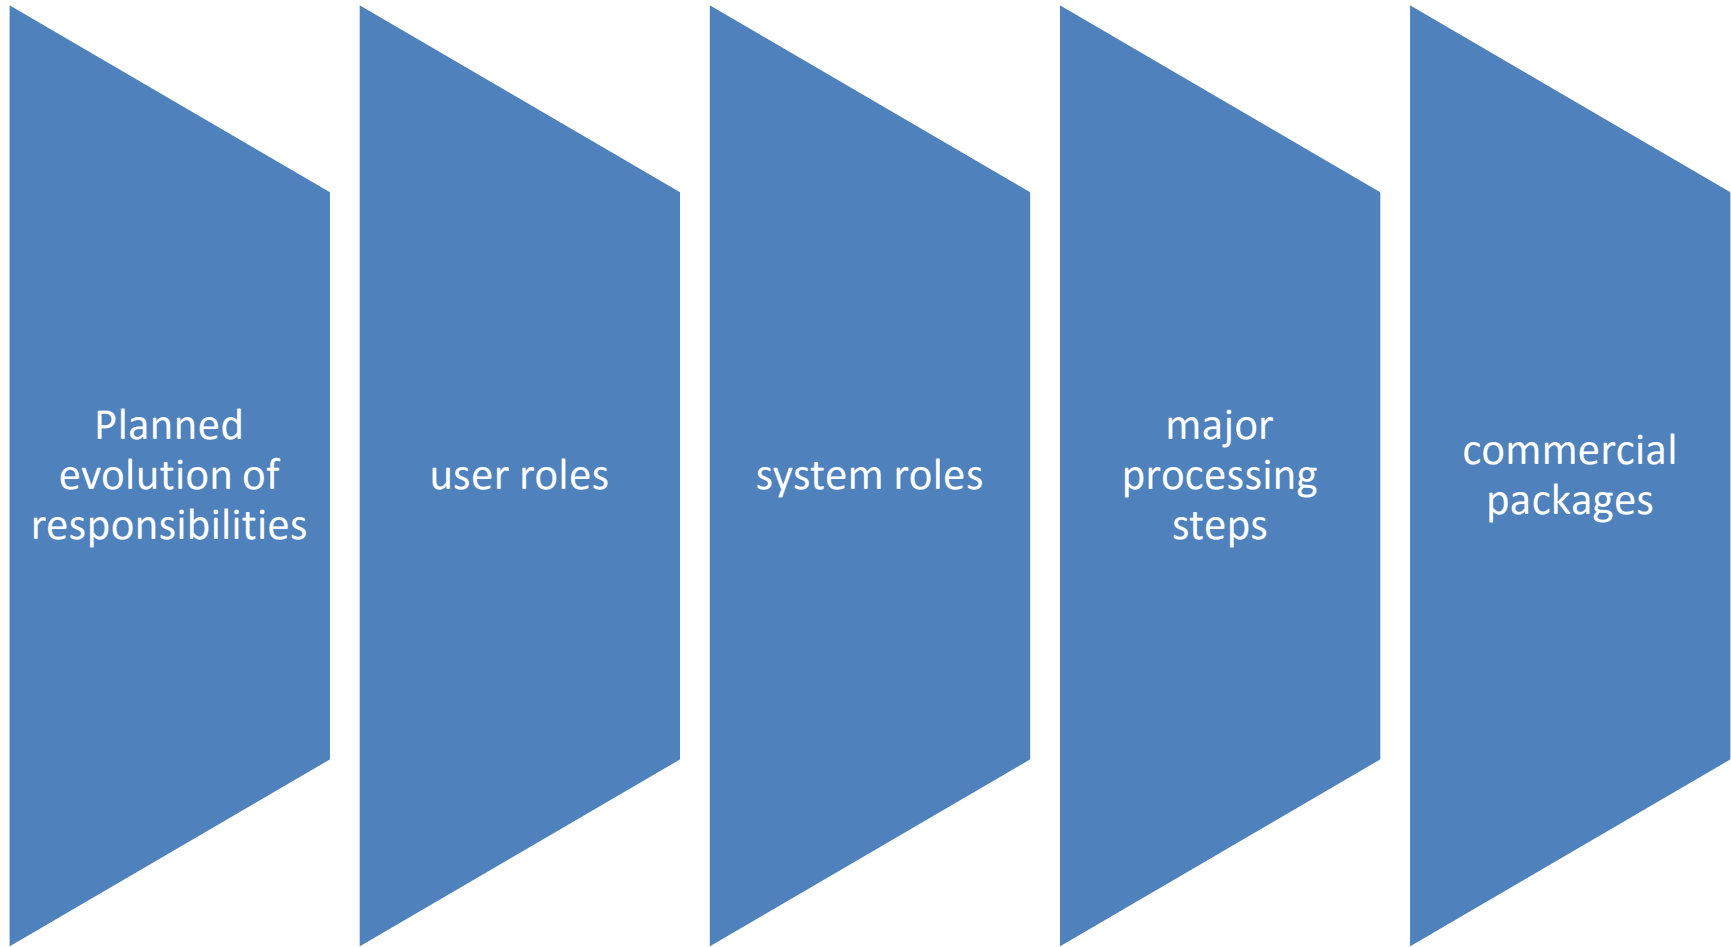 Planned
evolution of
responsibilities
user roles
system roles
major
processing
steps
commercial
packages